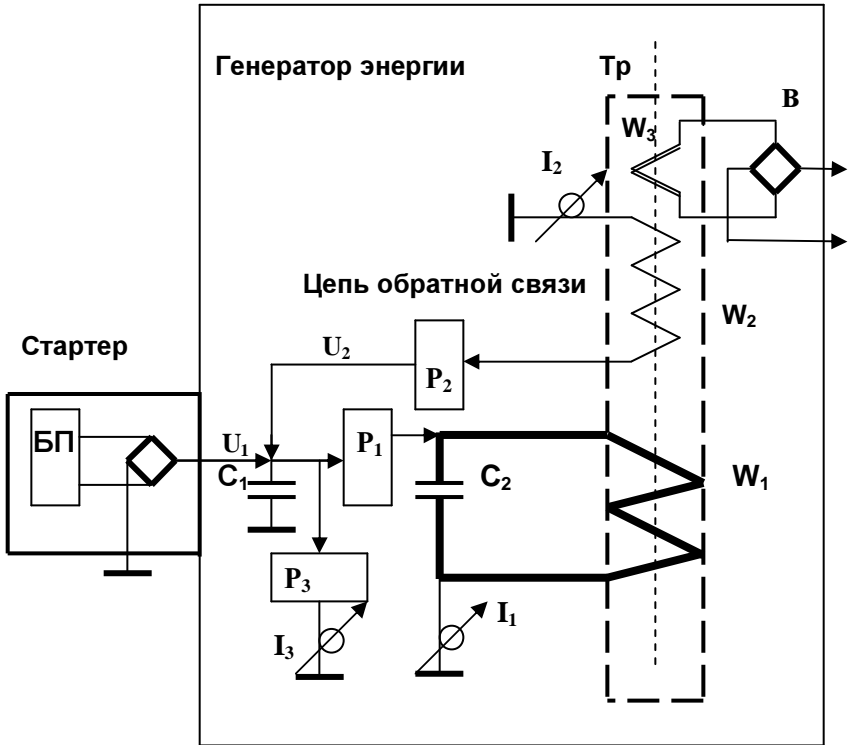 Генератор энергии
Тр
В
W₃
I₂
Цепь обратной связи
W₂
Стартер
U₂
P₂
БП
U₁
P₁
C₁
C₂
W₁
P₃
I₃
I₁